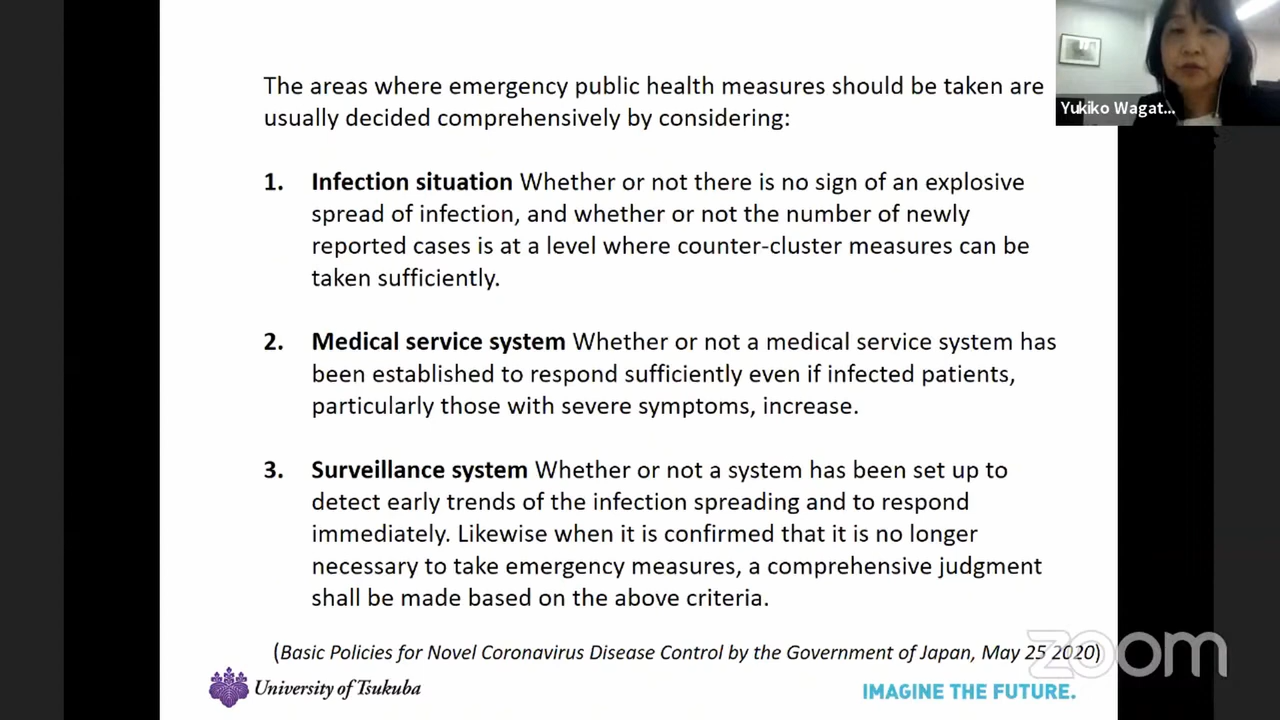 The areas where emergency public health measures should be taken are
usually decided comprehensively by considering:
1. Infection situation Whether or not there is no sign of an explosive
spread of infection, and whether or not the number of newly
reported cases is at a level where counter-cluster measures can be
taken sufficiently.
2. Medical service system Whether or not a medical service system has
been established to respond sufficiently even if infected patients,
particularly those with severe symptoms, increase.
3. Surveillance system Whether or not a system has been set up to
detect early trends of the infection spreading and to respond
immediately. Likewise when it is confirmed that it is no longer
necessary to take emergency measures, a comprehensive judgment
shall be made based on the above criteria.
(Basic Policies for Novel Coronavirus Disease Control by the Government of Japan, May 25 2020)
University of Tsukuba
IMAGINE THE FUTURE.
Yukiko Wagat...
zoom